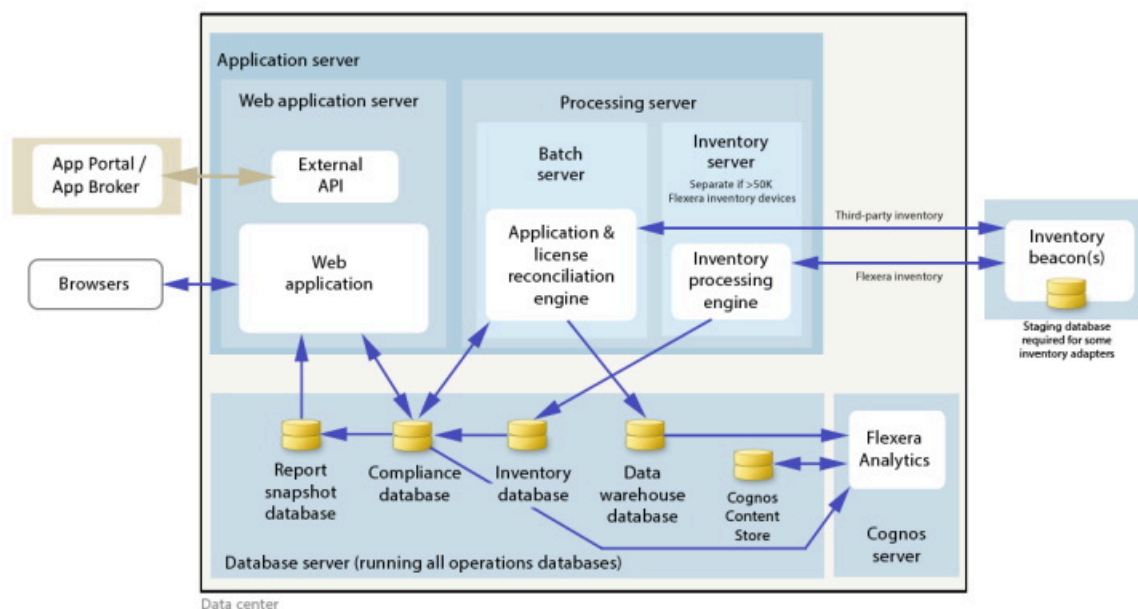 Application server
Web application server
Processing server
App Portal /
App Broker
External
API
Batch
server
Inventory
server
Separate if >50K
Flexera inventory devices
Third-party inventory
Application &
license
reconciliation
engine
Inventory
processing
engine
Flexera inventory
Inventory
beacon(s)
Staging database
required for some
inventory adapters
Browsers
Web
application
Report
snapshot
database
Compliance
database
Inventory
database
Data
warehouse
database
Cognos
Content
Store
Flexera
Analytics
Cognos
server
Database server (running all operations databases)
Data center